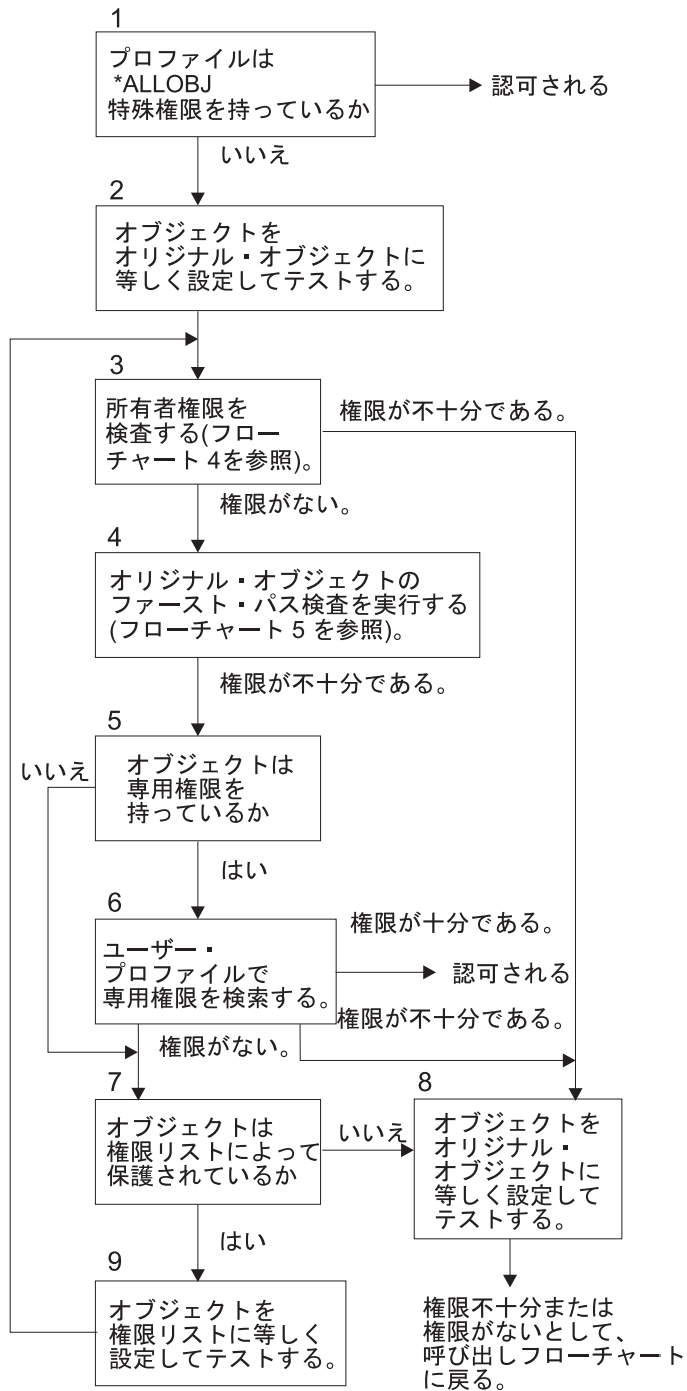 1
プロファイルは
*ALLOBJ
特殊権限を持っているか
認可される
いいえ
2
オブジェクトを
オリジナル・オブジェクトに
等しく設定してテストする。
3
所有者権限を
検査する(フロー
チャート 4を参照)。
権限が不十分である。
権限がない。
4
オリジナル・オブジェクトの
ファースト・パス検査を実行する
(フローチャート 5 を参照)。
権限が不十分である。
5
いいえ
オブジェクトは
専用権限を
持っているか
はい
6
ユーザー・
プロファイルで
専用権限を検索する。
権限が十分である。
認可される
権限が不十分である。
権限がない。
7
オブジェクトは
権限リストによって
保護されているか
いいえ
8
オブジェクトを
オリジナル・
オブジェクトに
等しく設定して
テストする。
はい
9
オブジェクトを
権限リストに等しく
設定してテストする。
権限不十分または
権限がないとして、
呼び出しフローチャート
に戻る。